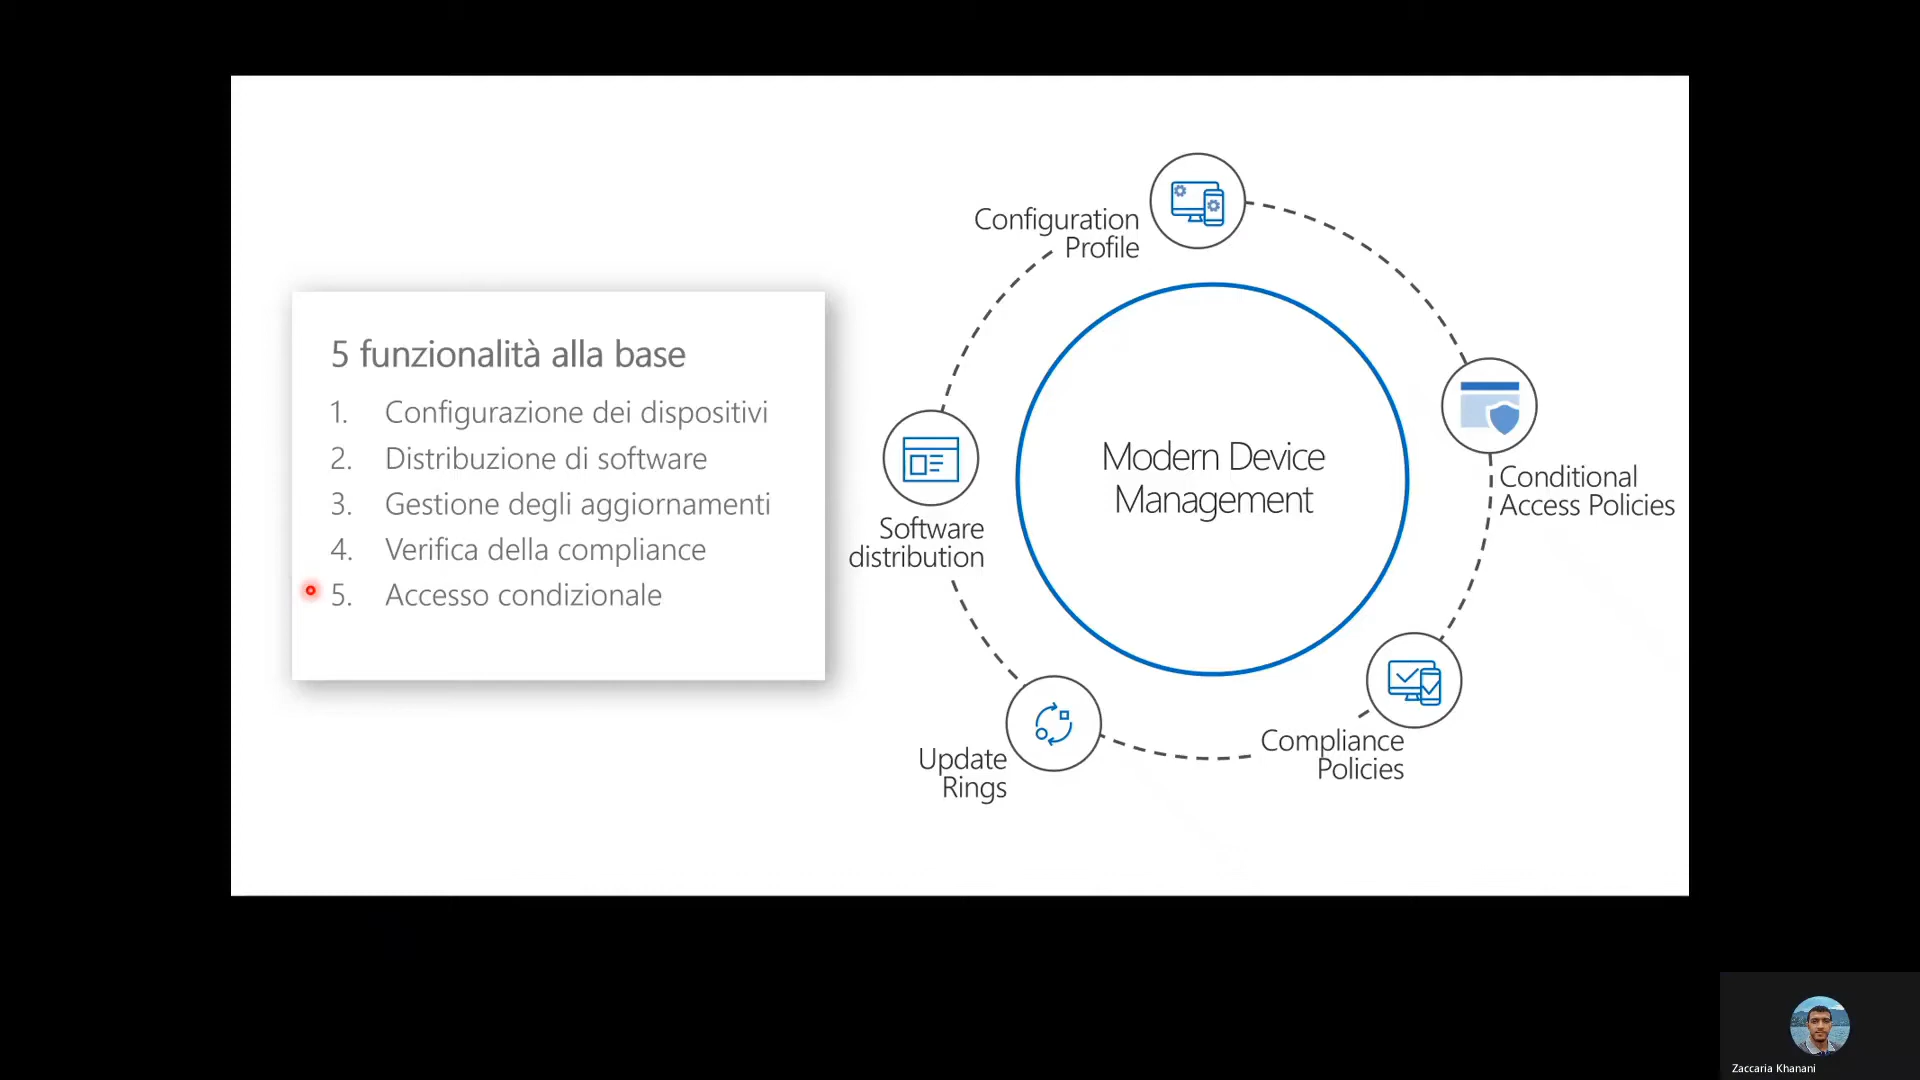 5 funzionalità alla base
1. Configurazione dei dispositivi
2. Distribuzione di software
3. Gestione degli aggiornamenti
4. Verifica della compliance
5. Accesso condizionale
Configuration
Profile
Modern Device
Management
Conditional
Access Policies
Software
distribution
Compliance
Policies
Update
Rings
Zaccaria Khanani